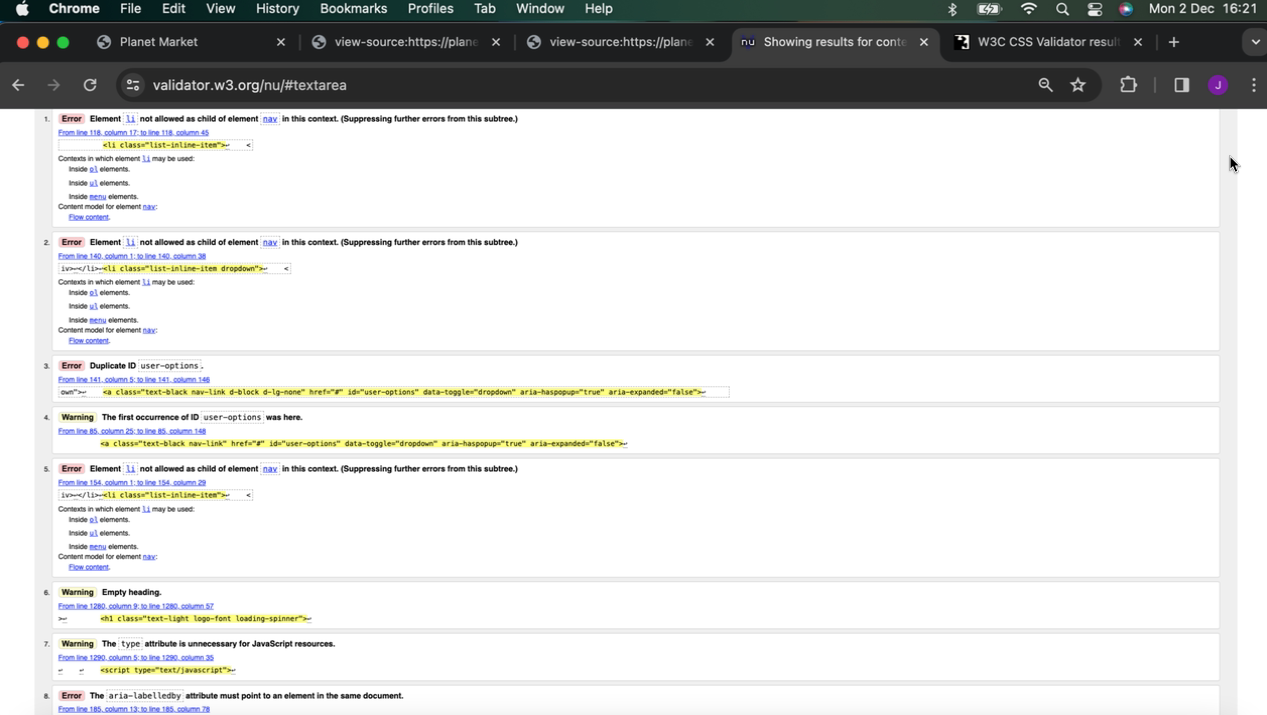 Chrome File Edit View History Bookmarks Profiles Tab Window Help Mon 2 Dec 16:21
Planet Market view-source:https://plane view-source:https://plane nu Showing results for conte W3C CSS Validator result
validator.w3.org/nu/#textarea J
1. Error Element li not allowed as child of element nav in this context. (Suppressing further errors from this subtree.)
From line 118, column 17; to line 118, column 45
<li class="list-inline-item">↩ <
Contexts in which element li may be used:
Inside ol elements.
Inside ul elements.
Inside menu elements.
Content model for element nav:
Flow content.
2. Error Element li not allowed as child of element nav in this context. (Suppressing further errors from this subtree.)
From line 140, column 1; to line 140, column 38
iv>↩</li>↩<li class="list-inline-item dropdown">↩ <
Contexts in which element li may be used:
Inside ol elements.
Inside ul elements.
Inside menu elements.
Content model for element nav:
Flow content.
3. Error Duplicate ID user-options.
From line 141, column 5; to line 141, column 146
own">↩ <a class="text-black nav-link d-block d-lg-none" href="#" id="user-options" data-toggle="dropdown" aria-haspopup="true" aria-expanded="false">↩
4. Warning The first occurrence of ID user-options was here.
From line 85, column 25; to line 85, column 148
<a class="text-black nav-link" href="#" id="user-options" data-toggle="dropdown" aria-haspopup="true" aria-expanded="false">↩
5. Error Element li not allowed as child of element nav in this context. (Suppressing further errors from this subtree.)
From line 154, column 1; to line 154, column 29
iv>↩</li>↩<li class="list-inline-item">↩ <
Contexts in which element li may be used:
Inside ol elements.
Inside ul elements.
Inside menu elements.
Content model for element nav:
Flow content.
6. Warning Empty heading.
From line 1280, column 9; to line 1280, column 57
>↩ <h1 class="text-light logo-font loading-spinner">↩
7. Warning The type attribute is unnecessary for JavaScript resources.
From line 1290, column 5; to line 1290, column 35
↩ ↩ <script type="text/javascript">↩
8. Error The aria-labelledby attribute must point to an element in the same document.
From line 185, column 13; to line 185, column 78